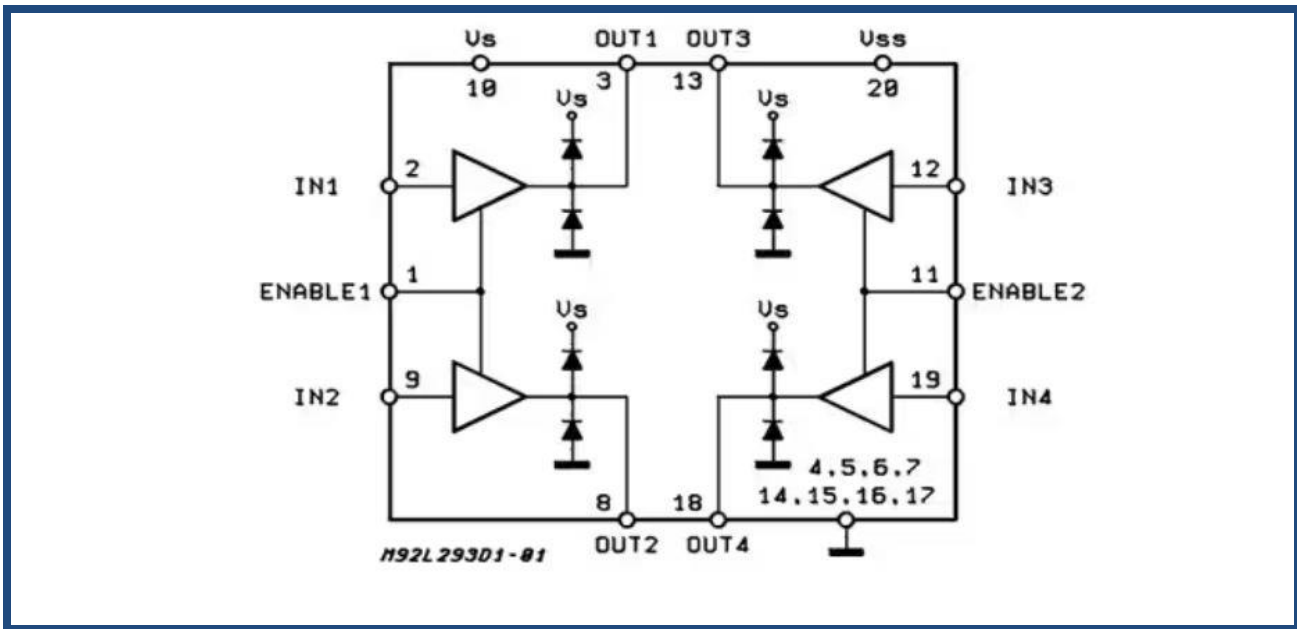 Vs OUT1 OUT3 Vss
10 3 13 20
Vs Vs
IN1 2 12 IN3
ENABLE1 1 11 ENABLE2
Vs Vs
IN2 9 19 IN4
4,5,6,7
8 18 14,15,16,17
OUT2 OUT4
M92L293D1-01